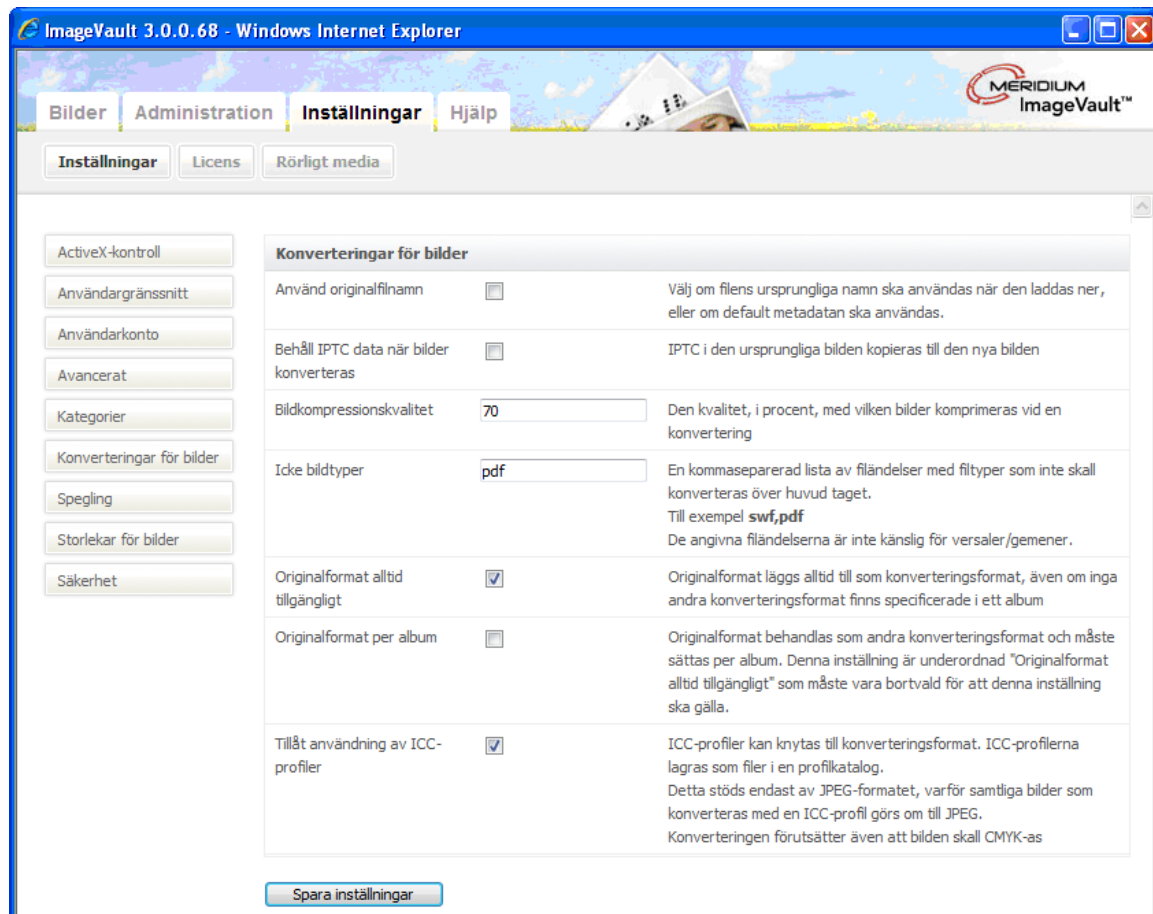 ImageVault 3.0.0.68 - Windows Internet Explorer
MERIDIUM
ImageVault™
Bilder
Administration
Inställningar
Hjälp
Inställningar
Licens
Rörligt media
ActiveX-kontroll
Användargränssnitt
Användarkonto
Avancerat
Kategorier
Konverteringar för bilder
Spegling
Storlekar för bilder
Säkerhet
Konverteringar för bilder
Använd originalfilnamn
Välj om filens ursprungliga namn ska användas när den laddas ner,
eller om default metadatan ska användas.
Behåll IPTC data när bilder
konverteras
IPTC i den ursprungliga bilden kopieras till den nya bilden
Bildkompressionskvalitet
70
Den kvalitet, i procent, med vilken bilder komprimeras vid en
konvertering
Icke bildtyper
pdf
En kommaseparerad lista av filändelser med filtyper som inte skall
konverteras över huvud taget.
Till exempel swf,pdf
De angivna filändelserna är inte känslig för versaler/gemener.
Originalformat alltid
tillgängligt
Originalformat läggs alltid till som konverteringsformat, även om inga
andra konverteringsformat finns specificerade i ett album
Originalformat per album
Originalformat behandlas som andra konverteringsformat och måste
sättas per album. Denna inställning är underordnad "Originalformat
alltid tillgängligt" som måste vara bortvald för att denna inställning
ska gälla.
Tillåt användning av ICC-
profiler
ICC-profiler kan knytas till konverteringsformat. ICC-profilerna
lagras som filer i en profilkatalog.
Detta stöds endast av JPEG-formatet, varför samtliga bilder som
konverteras med en ICC-profil görs om till JPEG.
Konverteringen förutsätter även att bilden skall CMYK-as
Spara inställningar